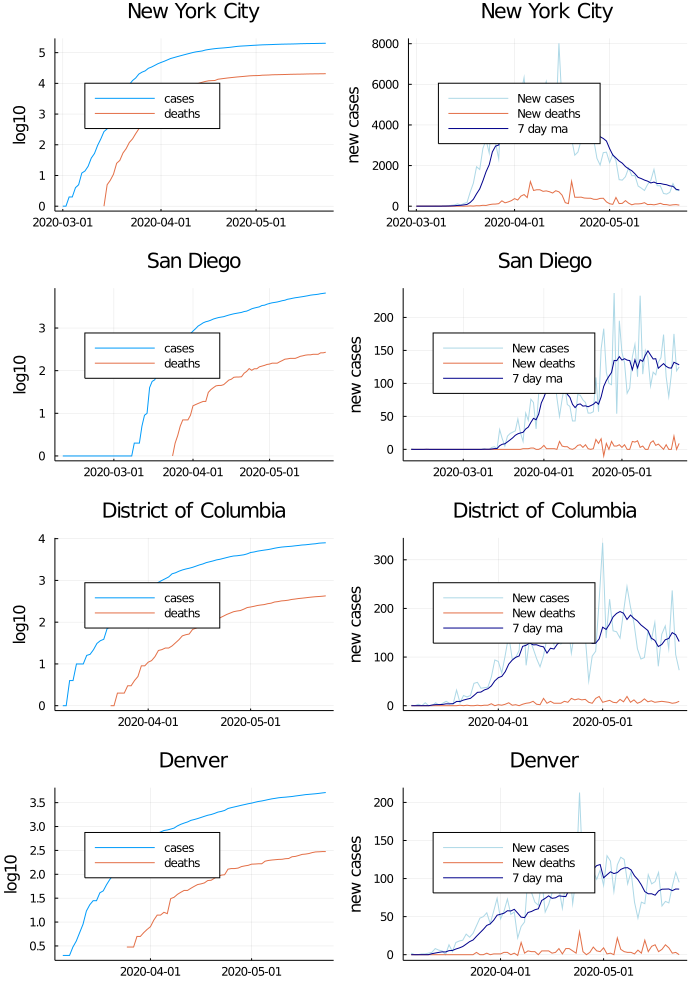 New York City
log10
5
4
3
2
1
0
cases
deaths
2020-03-01 2020-04-01 2020-05-01
New York City
new cases
8000
6000
4000
2000
0
New cases
New deaths
7 day ma
2020-03-01 2020-04-01 2020-05-01
San Diego
log10
3
2
1
0
cases
deaths
2020-03-01 2020-04-01 2020-05-01
San Diego
new cases
200
150
100
50
0
New cases
New deaths
7 day ma
2020-03-01 2020-04-01 2020-05-01
District of Columbia
log10
4
3
2
1
0
cases
deaths
2020-04-01 2020-05-01
District of Columbia
new cases
300
200
100
0
New cases
New deaths
7 day ma
2020-04-01 2020-05-01
Denver
log10
3.5
3.0
2.5
2.0
1.5
1.0
0.5
cases
deaths
2020-04-01 2020-05-01
Denver
new cases
200
150
100
50
0
New cases
New deaths
7 day ma
2020-04-01 2020-05-01